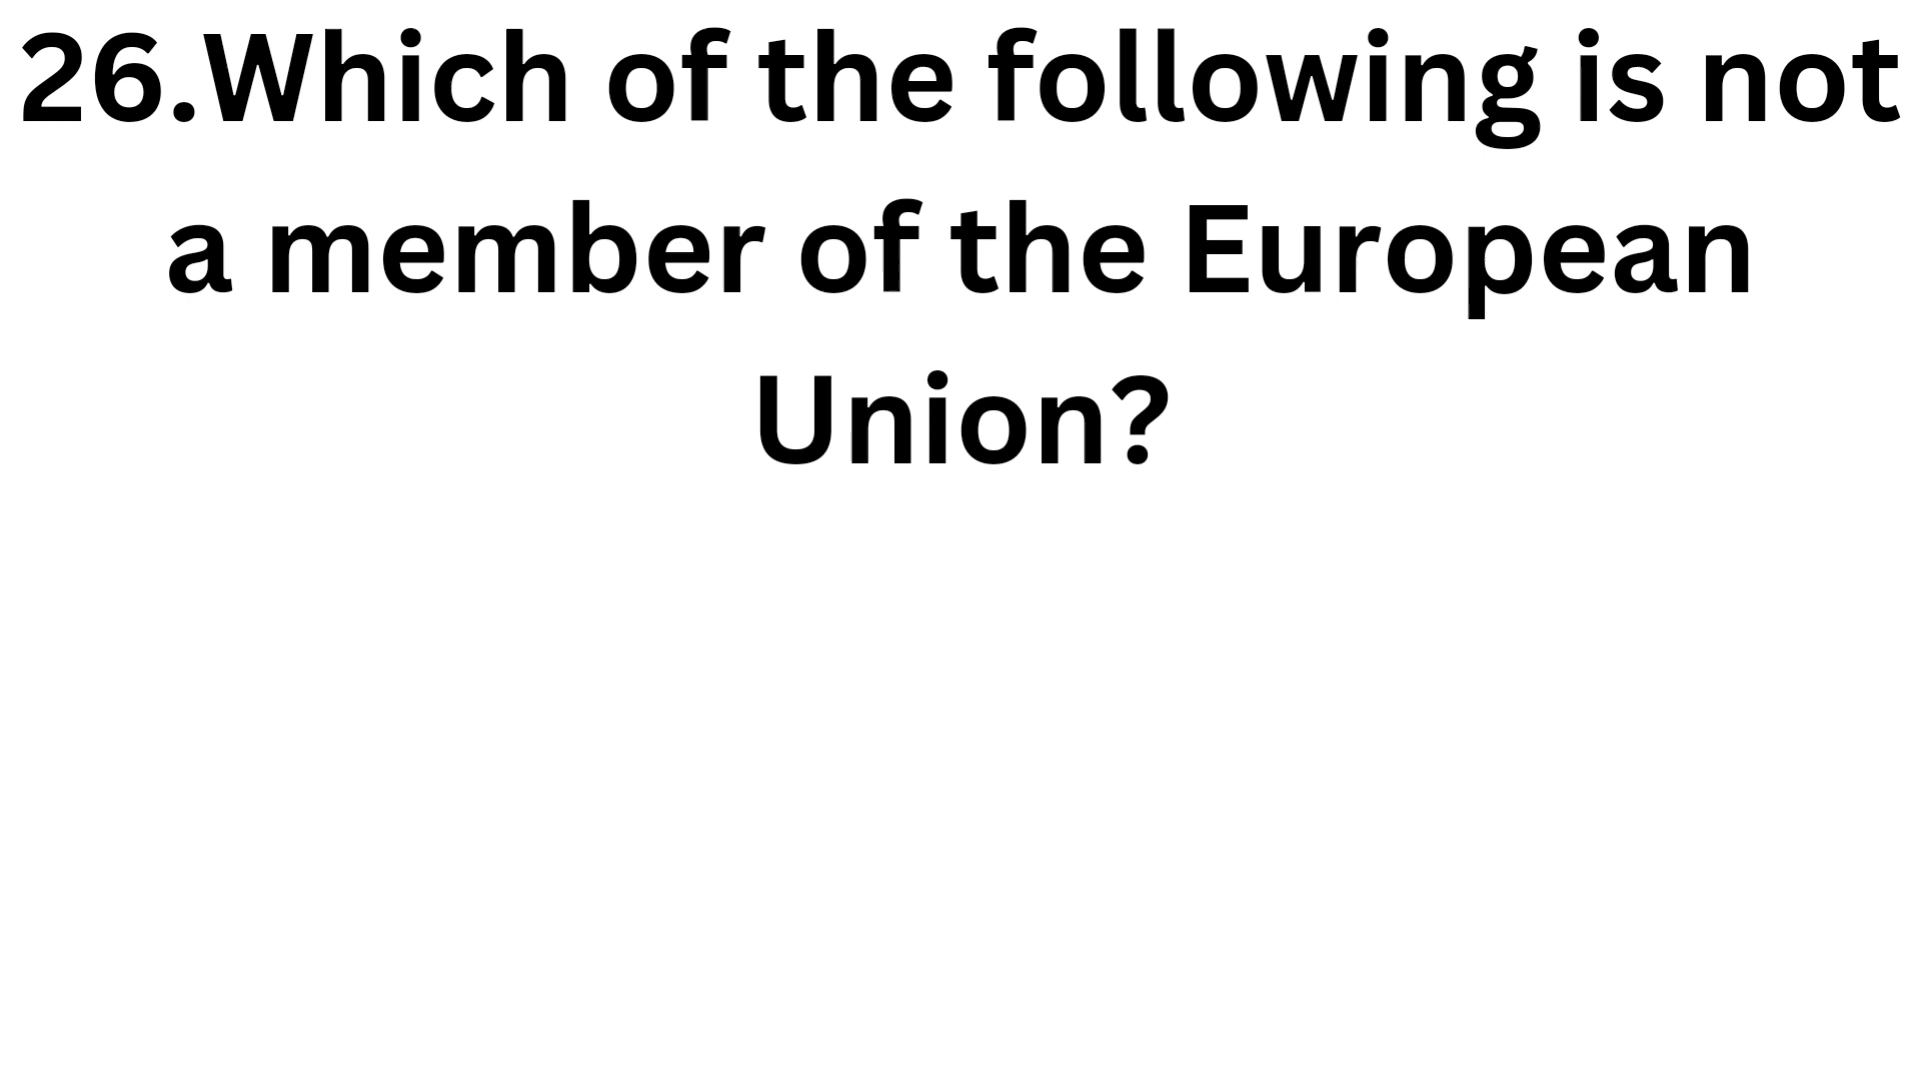 26.Which of the following is not
a member of the European
Union?